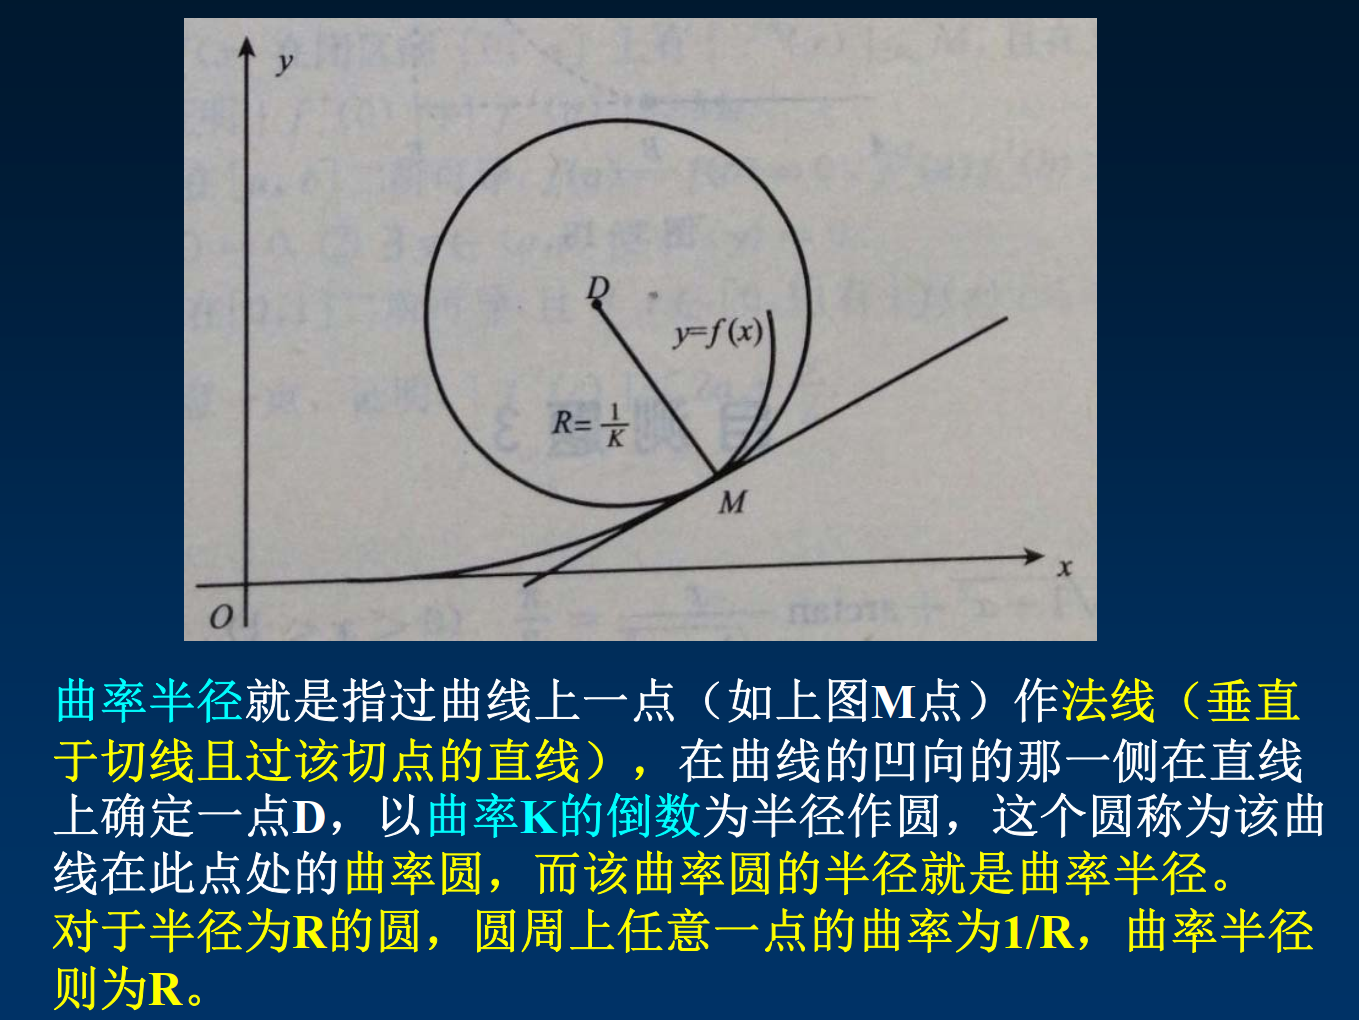 y
D
y=f(x)
R=1/K
M
x
O
自测题 3
曲率半径就是指过曲线上一点（如上图M点）作法线（垂直
于切线且过该切点的直线），在曲线的凹向的那一侧在直线
上确定一点D，以曲率K的倒数为半径作圆，这个圆称为该曲
线在此点处的曲率圆，而该曲率圆的半径就是曲率半径。
对于半径为R的圆，圆周上任意一点的曲率为1/R，曲率半径
则为R。